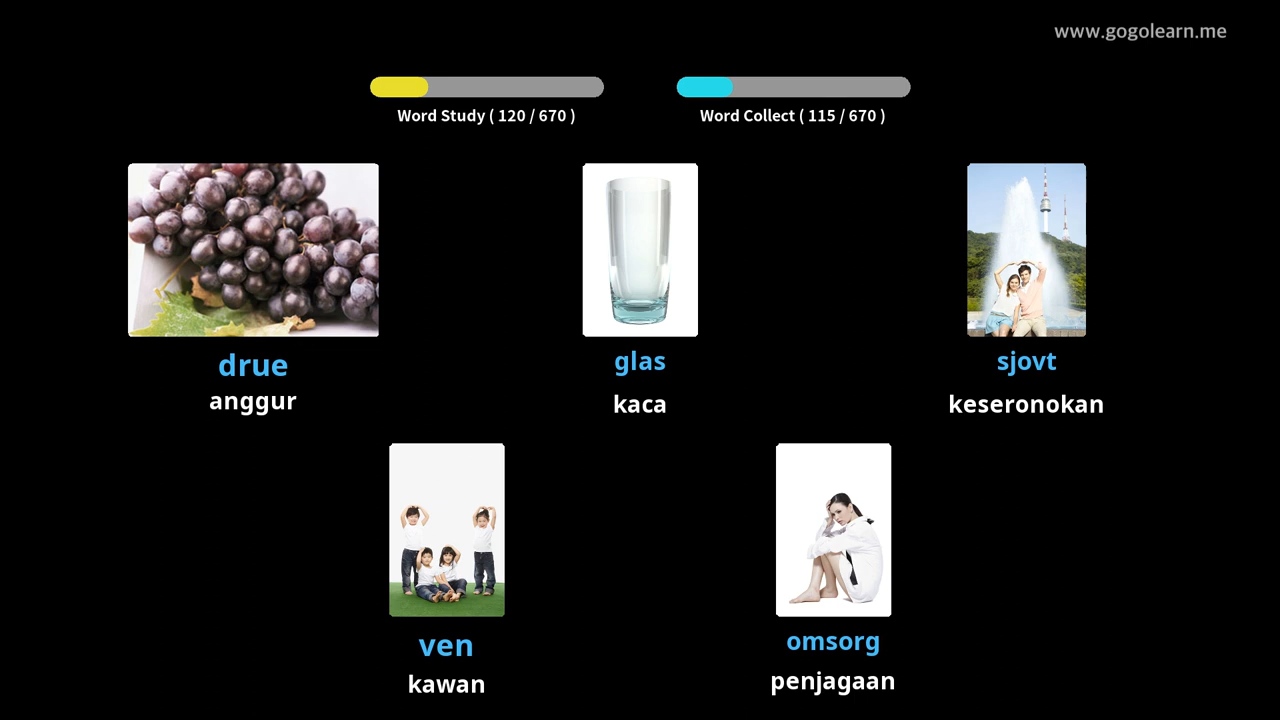 www.gogolearn.me
Word Study ( 120 / 670 )
Word Collect ( 115 / 670 )
drue
anggur
glas
kaca
sjovt
keseronokan
ven
kawan
omsorg
penjagaan